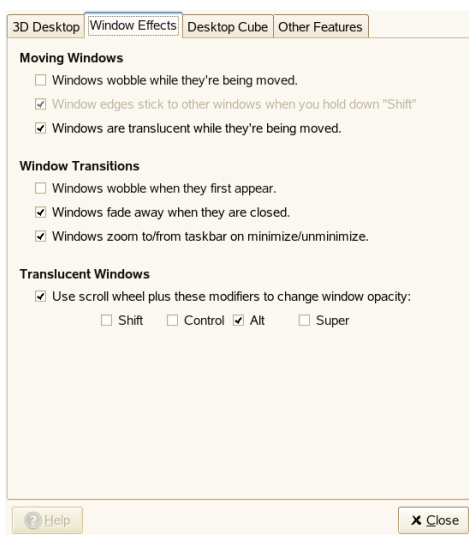 3D Desktop Window Effects Desktop Cube Other Features
Moving Windows
Windows wobble while they're being moved.
Window edges stick to other windows when you hold down "Shift"
Windows are translucent while they're being moved.
Window Transitions
Windows wobble when they first appear.
Windows fade away when they are closed.
Windows zoom to/from taskbar on minimize/unminimize.
Translucent Windows
Use scroll wheel plus these modifiers to change window opacity:
Shift Control Alt Super
Help Close